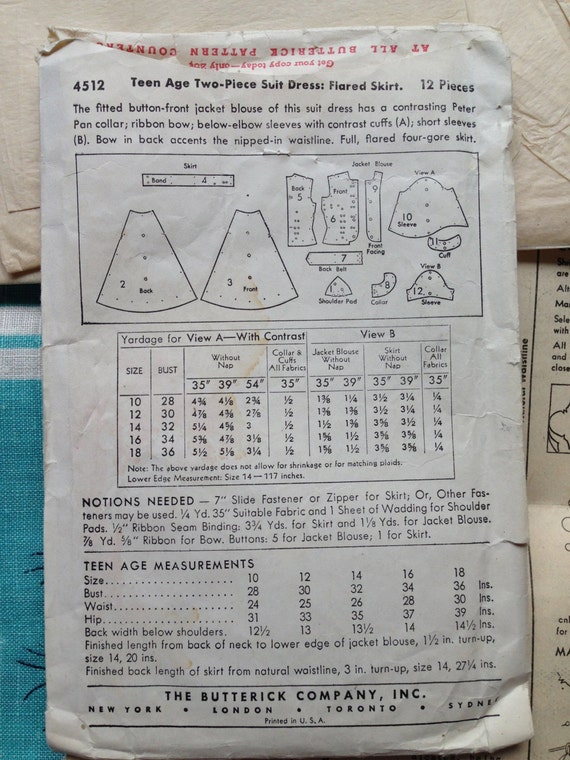 AT ALL BUTTERICK PATTERN COUNTERS
Get your copy today—only 25¢
4512 Teen Age Two-Piece Suit Dress: Flared Skirt. 12 Pieces
The fitted button-front jacket blouse of this suit dress has a contrasting Peter
Pan collar; ribbon bow; below-elbow sleeves with contrast cuffs (A); short sleeves
(B). Bow in back accents the nipped-in waistline. Full, flared four-gore skirt.
Skirt
Band 4
2 Back
3 Front
Jacket Blouse
Back 5
Front 6
9 Front Facing
7 Back Belt
Shoulder Pad
8 Collar
View A
10 Sleeve
11 Cuff
View B
12 Sleeve
Yardage for View A—With Contrast View B
SIZE BUST Without Nap Collar & Cuffs All Fabrics Jacket Blouse Without Nap Skirt Without Nap Collar All Fabrics
35" 39" 54" 35" 35" 39" 35" 39" 35"
10 28 4¾ 4⅛ 2¾ ½ 1⅜ 1¼ 3½ 3¼ ¼
12 30 4⅞ 4⅜ 2⅞ ½ 1⅝ 1⅜ 3½ 3¼ ¼
14 32 5¼ 4⅝ 3 ½ 1½ 1⅜ 3⅝ 3⅜ ¼
16 34 5⅜ 4⅞ 3⅛ ½ 1⅝ 1⅜ 3⅝ 3⅜ ¼
18 36 5½ 5⅛ 3¼ ½ 1⅝ 1½ 3⅝ 3⅜ ¼
Note: The above yardage does not allow for shrinkage or for matching plaids.
Lower Edge Measurement: Size 14—117 inches.
NOTIONS NEEDED — 7" Slide Fastener or Zipper for Skirt; Or, Other Fas-
teners may be used. ¼ Yd. 35" Suitable Fabric and 1 Sheet of Wadding for Shoulder
Pads. ½" Ribbon Seam Binding: 3¾ Yds. for Skirt and 1⅛ Yds. for Jacket Blouse.
⅞ Yd. ⅝" Ribbon for Bow. Buttons: 5 for Jacket Blouse; 1 for Skirt.
TEEN AGE MEASUREMENTS
Size 10 12 14 16 18
Bust 28 30 32 34 36 Ins.
Waist 24 25 26 28 30 Ins.
Hip 31 33 35 37 39 Ins.
Back width below shoulders. 12½ 13 13½ 14 14½ Ins.
Finished length from back of neck to lower edge of jacket blouse, 1½ in. turn-up,
size 14, 20 ins.
Finished back length of skirt from natural waistline, 3 in. turn-up, size 14, 27¼ ins.
THE BUTTERICK COMPANY, INC.
NEW YORK • LONDON • TORONTO • SYDNE
Printed in U. S. A.